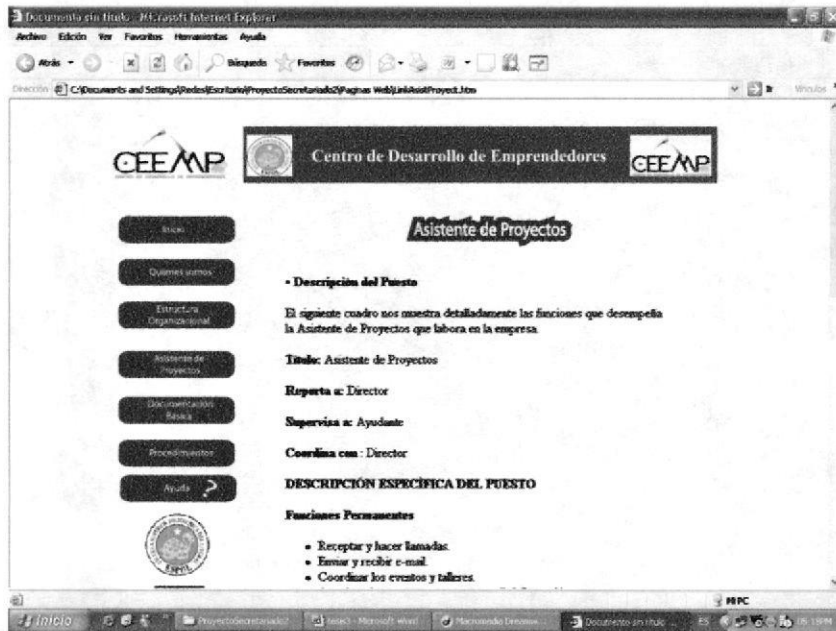 Documento sin título - Microsoft Internet Explorer
Archivo Edición Ver Favoritos Herramientas Ayuda
Atrás Búsqueda Favoritos
Dirección C:\Documents and Settings\Redes\Escritorio\ProyectoSecretariado2\Paginas Web\LinkAsistProyect.htm Vínculos
CEEMP
Centro de Desarrollo de Emprendedores
CEEMP
Inicio
Quienes somos
Estructura
Organizacional
Asistente de
Proyectos
Documentación
Básica
Procedimientos
Ayuda ?
Asistente de Proyectos
- Descripción del Puesto
El siguiente cuadro nos muestra detalladamente las funciones que desempeña
la Asistente de Proyectos que labora en la empresa.
Título: Asistente de Proyectos
Reporta a: Director
Supervisa a: Ayudante
Coordina con : Director
DESCRIPCIÓN ESPECÍFICA DEL PUESTO
Funciones Permanentes
• Receptar y hacer llamadas.
• Enviar y recibir e-mail.
• Coordinar los eventos y talleres.
ESPOL
Mi PC
Inicio ProyectoSecretariado2 - Microsoft Word Macromedia Dreamw... Documento sin título ... ES 05:18PM